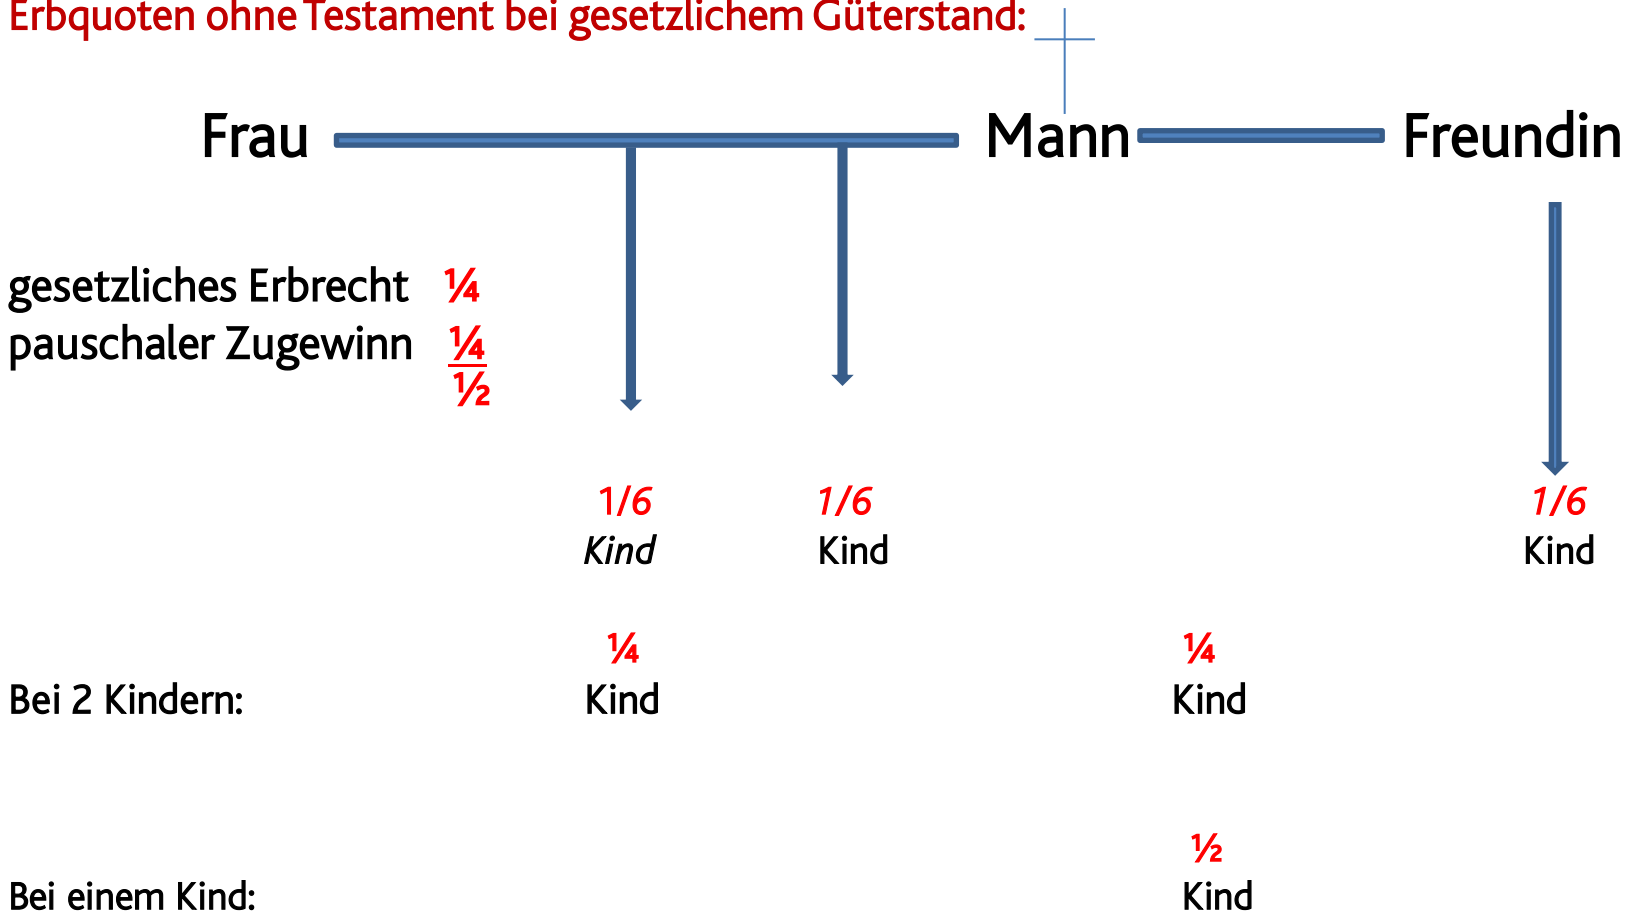 Erbquoten ohne Testament bei gesetzlichem Güterstand:
Frau Mann Freundin
gesetzliches Erbrecht ¼
pauschaler Zugewinn ¼
½
1/6 1/6 1/6
Kind Kind Kind
¼ ¼
Bei 2 Kindern: Kind Kind
½
Bei einem Kind: Kind